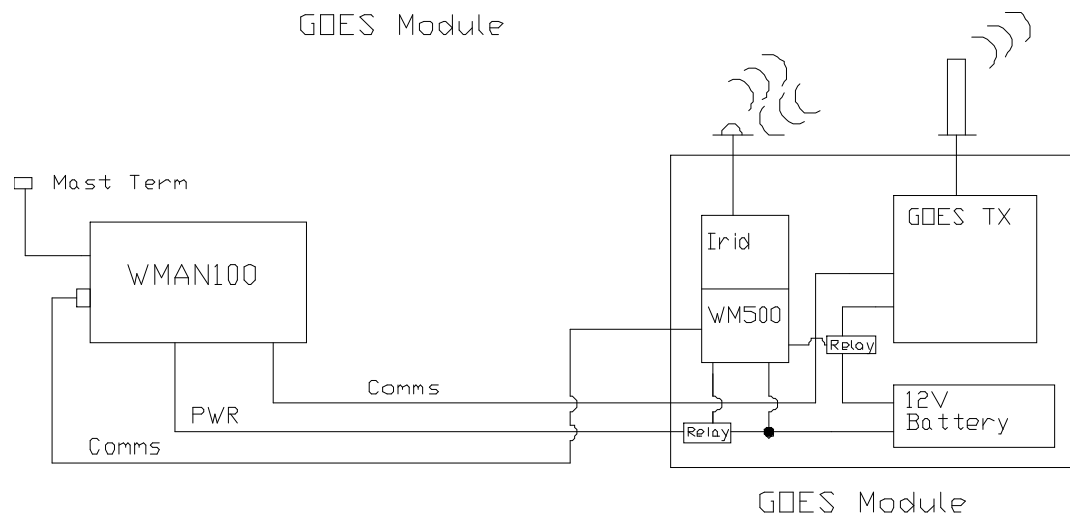 GOES Module
Mast Term
WMAN100
Irid
WM500
GOES TX
Relay
Comms
PWR
Comms
Relay
12V
Battery
GOES Module